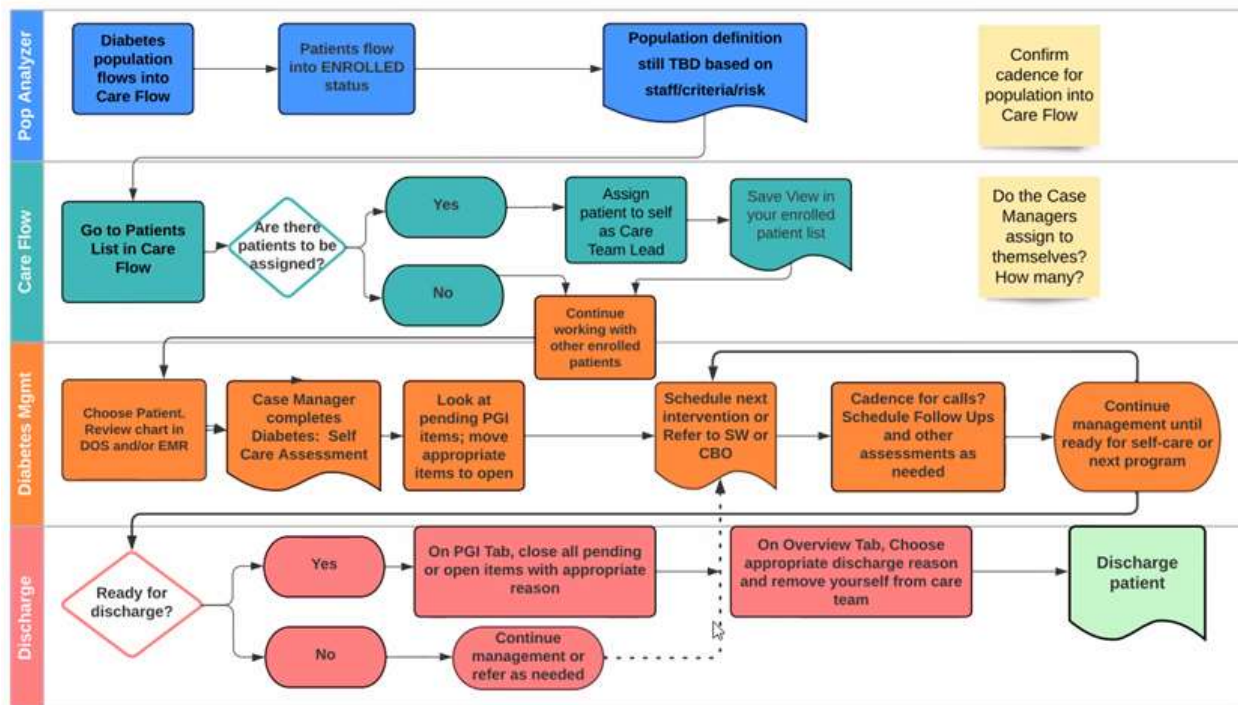 Pop Analyzer
Diabetes
population
flows into
Care Flow
Patients flow
into ENROLLED
status
Population definition
still TBD based on
staff/criteria/risk
Confirm
cadence for
population into
Care Flow
Care Flow
Go to Patients
List in Care
Flow
Are there
patients to be
assigned?
Yes
No
Assign
patient to self
as Care
Team Lead
Save View in
your enrolled
patient list
Do the Case
Managers
assign to
themselves?
How many?
Continue
working with
other enrolled
patients
Diabetes Mgmt
Choose Patient.
Review chart in
DOS and/or EMR
Case Manager
completes
Diabetes: Self
Care Assessment
Look at
pending PGI
items; move
appropriate
items to open
Schedule next
intervention or
Refer to SW or
CBO
Cadence for calls?
Schedule Follow Ups
and other
assessments as
needed
Continue
management until
ready for self-care or
next program
Discharge
Ready for
discharge?
Yes
On PGI Tab, close all pending
or open items with appropriate
reason
On Overview Tab, Choose
appropriate discharge reason
and remove yourself from care
team
Discharge
patient
No
Continue
management or
refer as needed